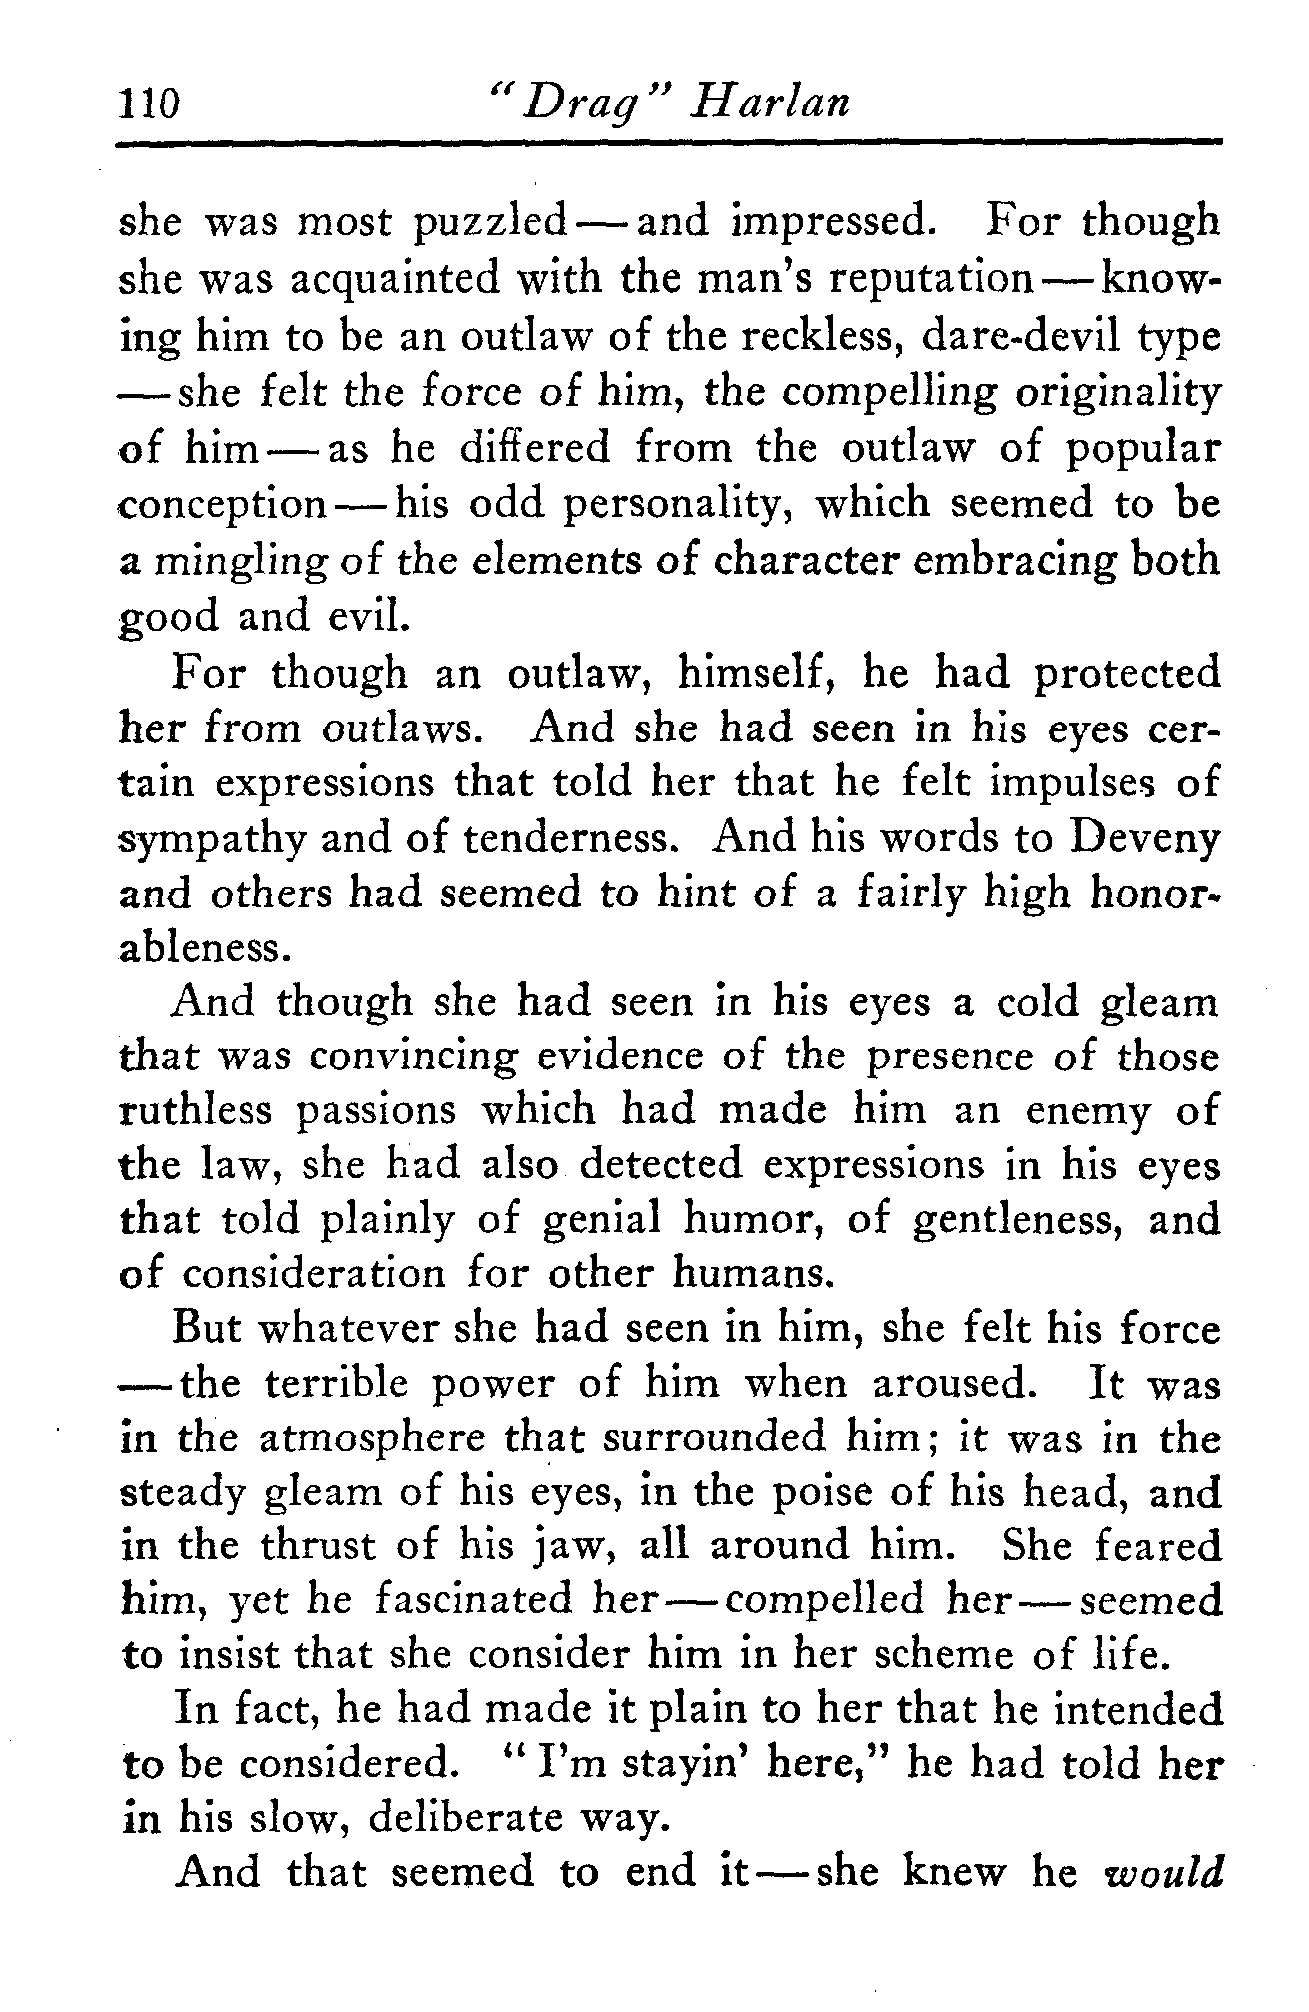 110 "Drag" Harlan
she was most puzzled—and impressed. For though
she was acquainted with the man's reputation—know-
ing him to be an outlaw of the reckless, dare-devil type
—she felt the force of him, the compelling originality
of him—as he differed from the outlaw of popular
conception—his odd personality, which seemed to be
a mingling of the elements of character embracing both
good and evil.
For though an outlaw, himself, he had protected
her from outlaws. And she had seen in his eyes cer-
tain expressions that told her that he felt impulses of
sympathy and of tenderness. And his words to Deveny
and others had seemed to hint of a fairly high honor-
ableness.
And though she had seen in his eyes a cold gleam
that was convincing evidence of the presence of those
ruthless passions which had made him an enemy of
the law, she had also detected expressions in his eyes
that told plainly of genial humor, of gentleness, and
of consideration for other humans.
But whatever she had seen in him, she felt his force
—the terrible power of him when aroused. It was
in the atmosphere that surrounded him; it was in the
steady gleam of his eyes, in the poise of his head, and
in the thrust of his jaw, all around him. She feared
him, yet he fascinated her—compelled her—seemed
to insist that she consider him in her scheme of life.
In fact, he had made it plain to her that he intended
to be considered. "I'm stayin' here," he had told her
in his slow, deliberate way.
And that seemed to end it—she knew he would